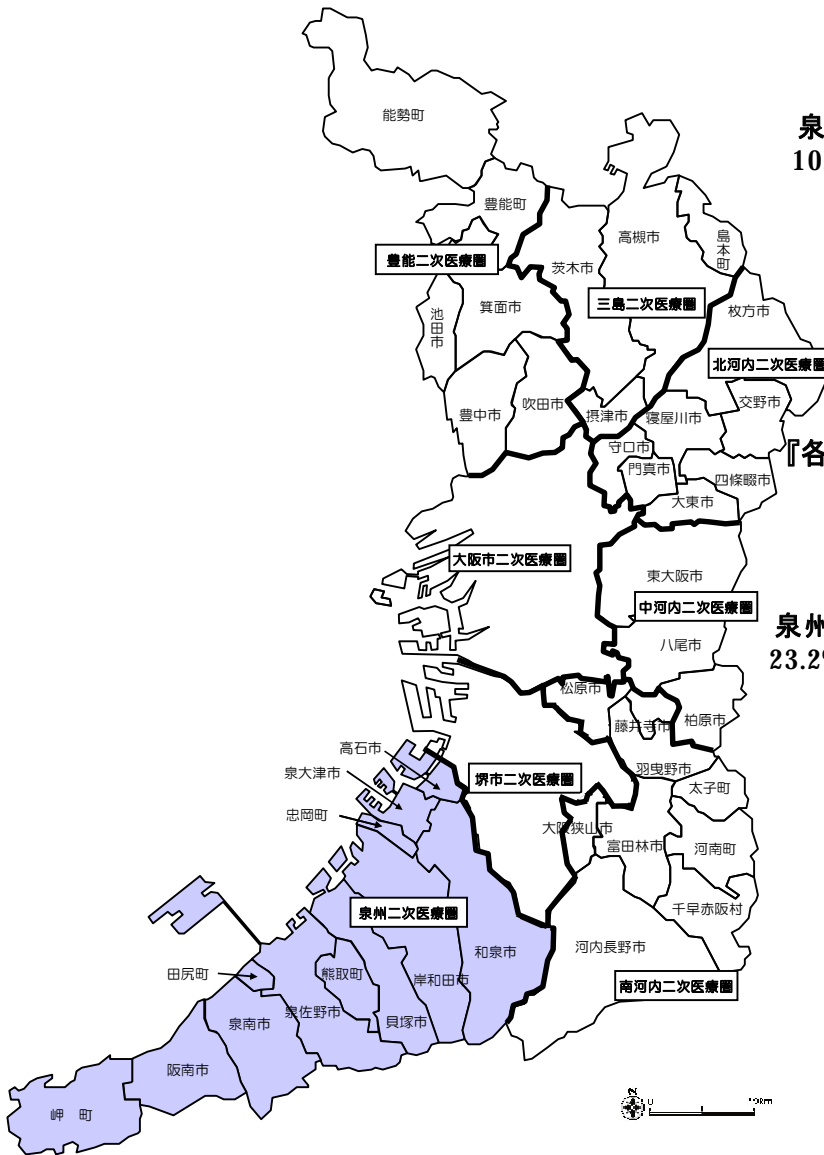 能勢町
泉
10
豊能町
島本町
高槻市
茨木市
豊能二次医療圏
箕面市
三島二次医療圏
枚方市
池田市
北河内二次医療圏
交野市
吹田市
摂津市
寝屋川市
豊中市
守口市
『各
門真市
四條畷市
大東市
大阪市二次医療圏
東大阪市
中河内二次医療圏
泉州
八尾市
23.2%
松原市
藤井寺市
柏原市
高石市
羽曳野市
泉大津市
堺市二次医療圏
太子町
忠岡町
大阪狭山市
富田林市
河南町
泉州二次医療圏
千早赤阪村
和泉市
河内長野市
田尻町
熊取町
岸和田市
南河内二次医療圏
泉佐野市
泉南市
貝塚市
阪南市
岬 町
0